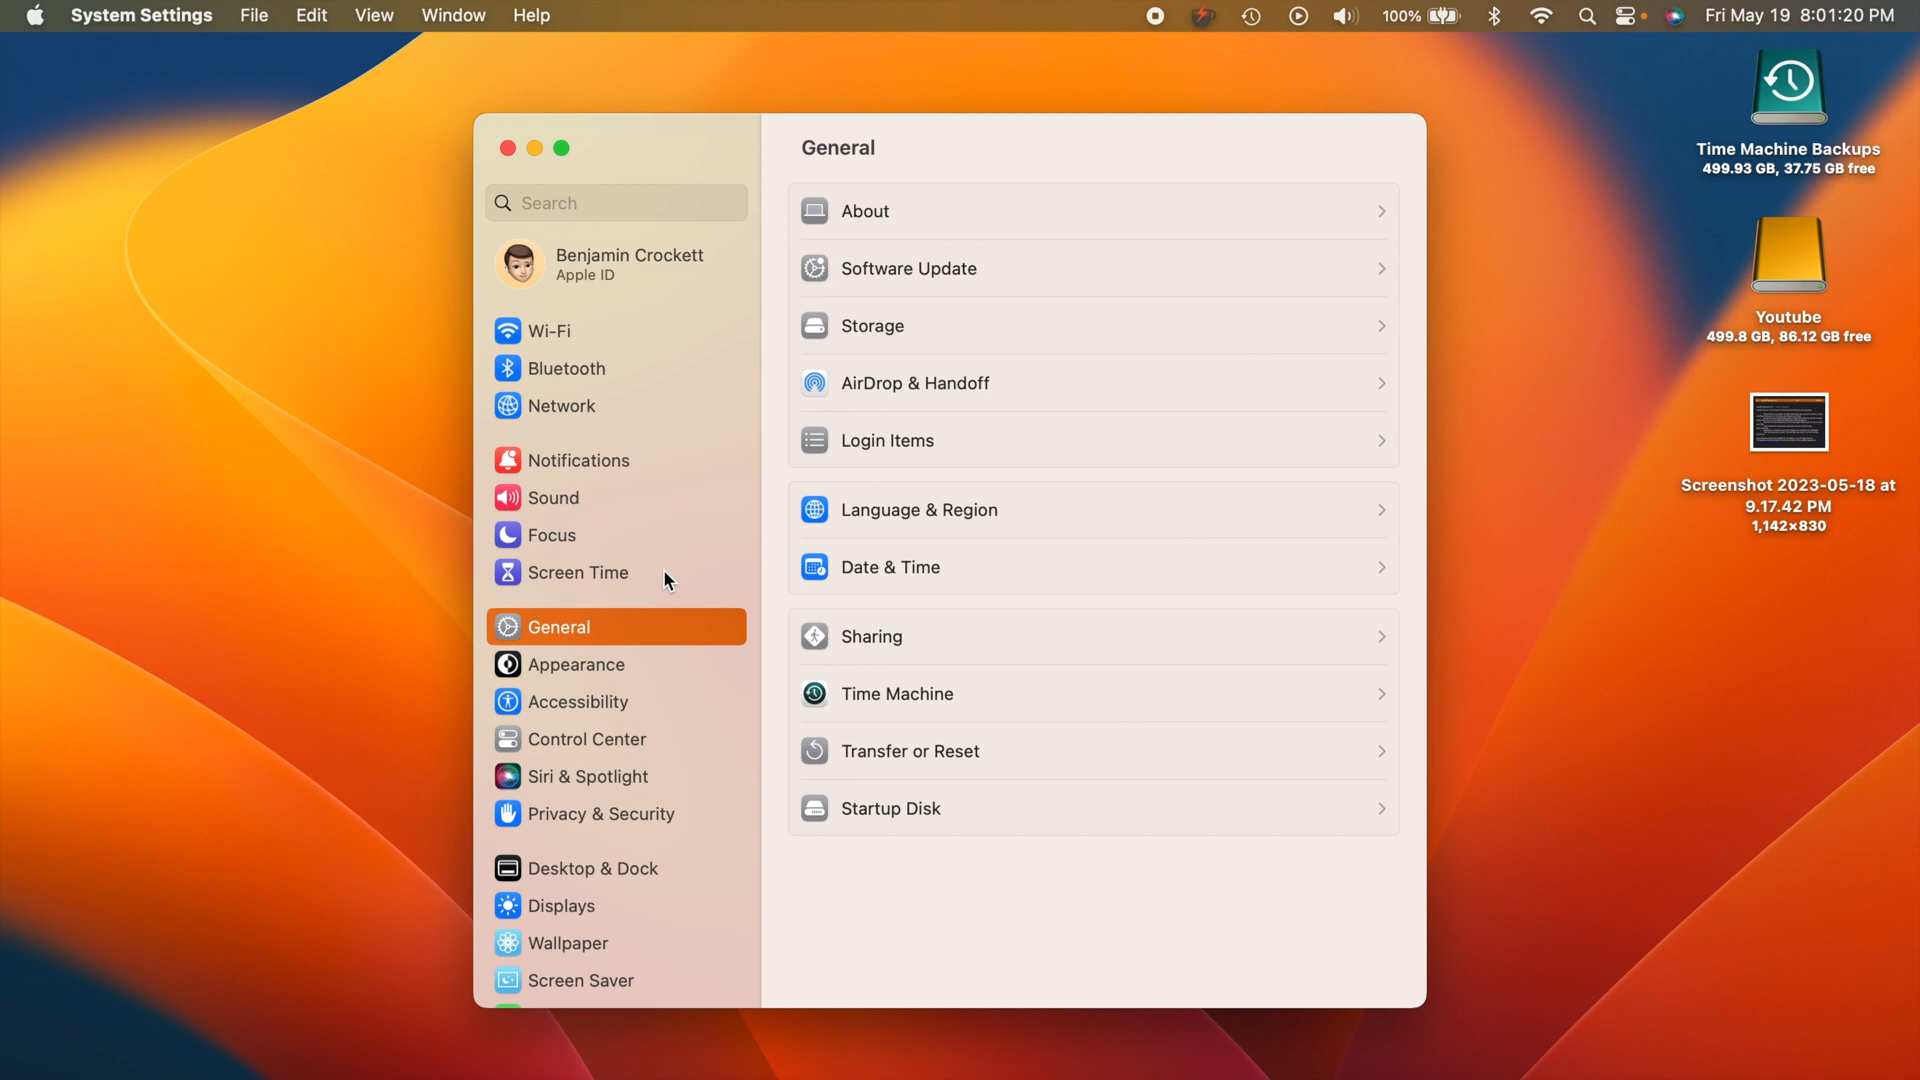 System Settings File Edit View Window Help 100% Fri May 19 8:01:20 PM
General
Search
Benjamin Crockett
Apple ID
Wi-Fi
Bluetooth
Network
Notifications
Sound
Focus
Screen Time
General
Appearance
Accessibility
Control Center
Siri & Spotlight
Privacy & Security
Desktop & Dock
Displays
Wallpaper
Screen Saver
About
Software Update
Storage
AirDrop & Handoff
Login Items
Language & Region
Date & Time
Sharing
Time Machine
Transfer or Reset
Startup Disk
Time Machine Backups
499.93 GB, 37.75 GB free
Youtube
499.8 GB, 86.12 GB free
Screenshot 2023-05-18 at
9.17.42 PM
1,142×830